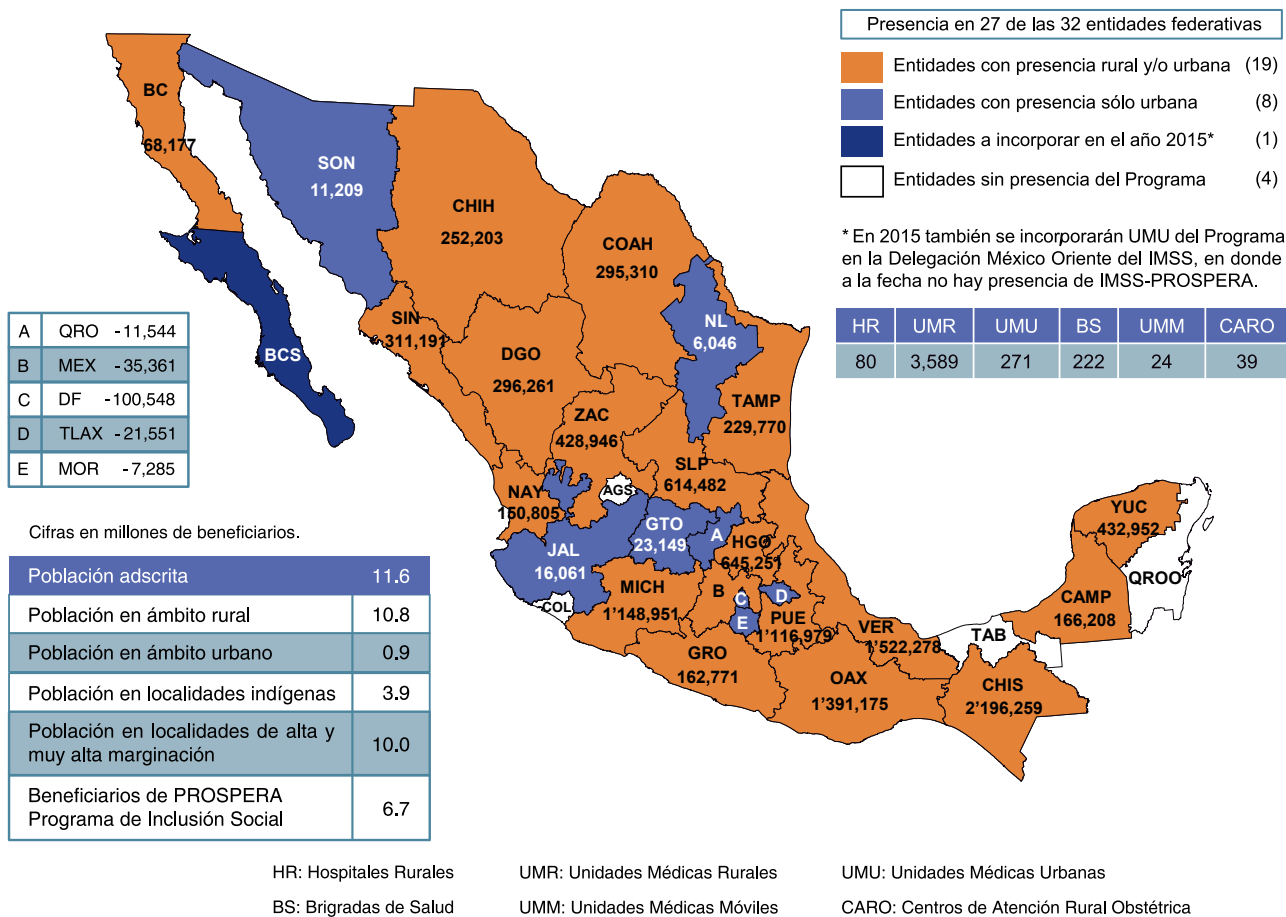 Presencia en 27 de las 32 entidades federativas
Entidades con presencia rural y/o urbana (19)
Entidades con presencia sólo urbana (8)
Entidades a incorporar en el año 2015* (1)
Entidades sin presencia del Programa (4)
* En 2015 también se incorporarán UMU del Programa
en la Delegación México Oriente del IMSS, en donde
a la fecha no hay presencia de IMSS-PROSPERA.
HR UMR UMU BS UMM CARO
80 3,589 271 222 24 39
BC
68,177
SON
11,209
CHIH
252,203
COAH
295,310
BCS
SIN
311,191
DGO
296,261
NL
6,046
TAMP
229,770
ZAC
428,946
SLP
614,482
NAY
150,805
AGS
GTO
23,149
A
HGO
645,251
JAL
16,061
COL
MICH
1'148,951
B
C
D
E
PUE
1'116,979
VER
1'522,278
GRO
162,771
OAX
1'391,175
TAB
CHIS
2'196,259
CAMP
166,208
YUC
432,952
QROO
A QRO -11,544
B MEX -35,361
C DF -100,548
D TLAX -21,551
E MOR -7,285
Cifras en millones de beneficiarios.
Población adscrita 11.6
Población en ámbito rural 10.8
Población en ámbito urbano 0.9
Población en localidades indígenas 3.9
Población en localidades de alta y
muy alta marginación 10.0
Beneficiarios de PROSPERA
Programa de Inclusión Social 6.7
HR: Hospitales Rurales UMR: Unidades Médicas Rurales UMU: Unidades Médicas Urbanas
BS: Brigradas de Salud UMM: Unidades Médicas Móviles CARO: Centros de Atención Rural Obstétrica